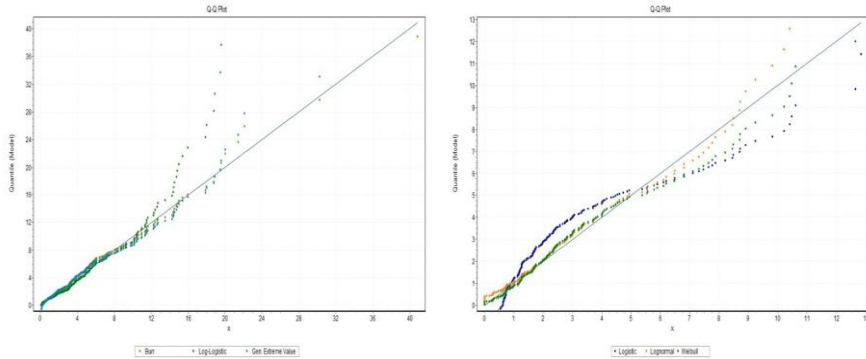 Q-Q Plot
Quantile (Model)
40
36
32
28
24
20
16
12
8
4
0
0 4 8 12 16 20 24 28 32 36 40
x
Burr Log-Logistic Gen. Extreme Value
Q-Q Plot
Quantile (Model)
13
12
11
10
9
8
7
6
5
4
3
2
1
0
0 1 2 3 4 5 6 7 8 9 10 11 12 13
x
Logistic Lognormal Weibull